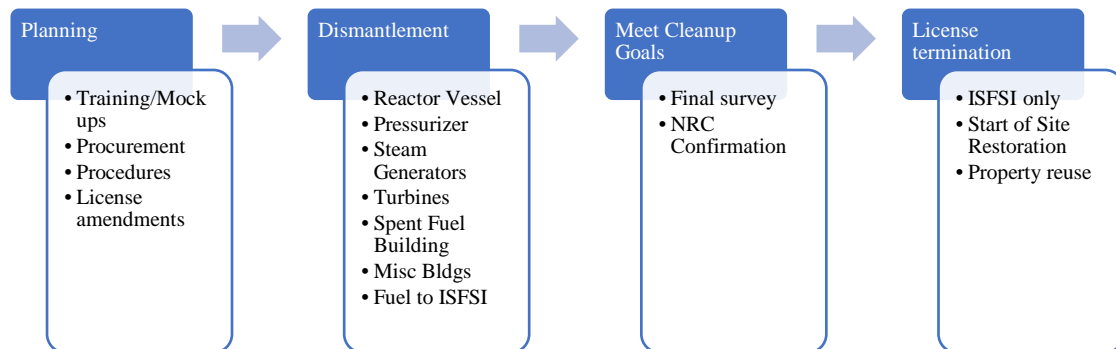 Planning
• Training/Mock
ups
• Procurement
• Procedures
• License
amendments
Dismantlement
• Reactor Vessel
• Pressurizer
• Steam
Generators
• Turbines
• Spent Fuel
Building
• Misc Bldgs
• Fuel to ISFSI
Meet Cleanup
Goals
• Final survey
• NRC
Confirmation
License
termination
• ISFSI only
• Start of Site
Restoration
• Property reuse